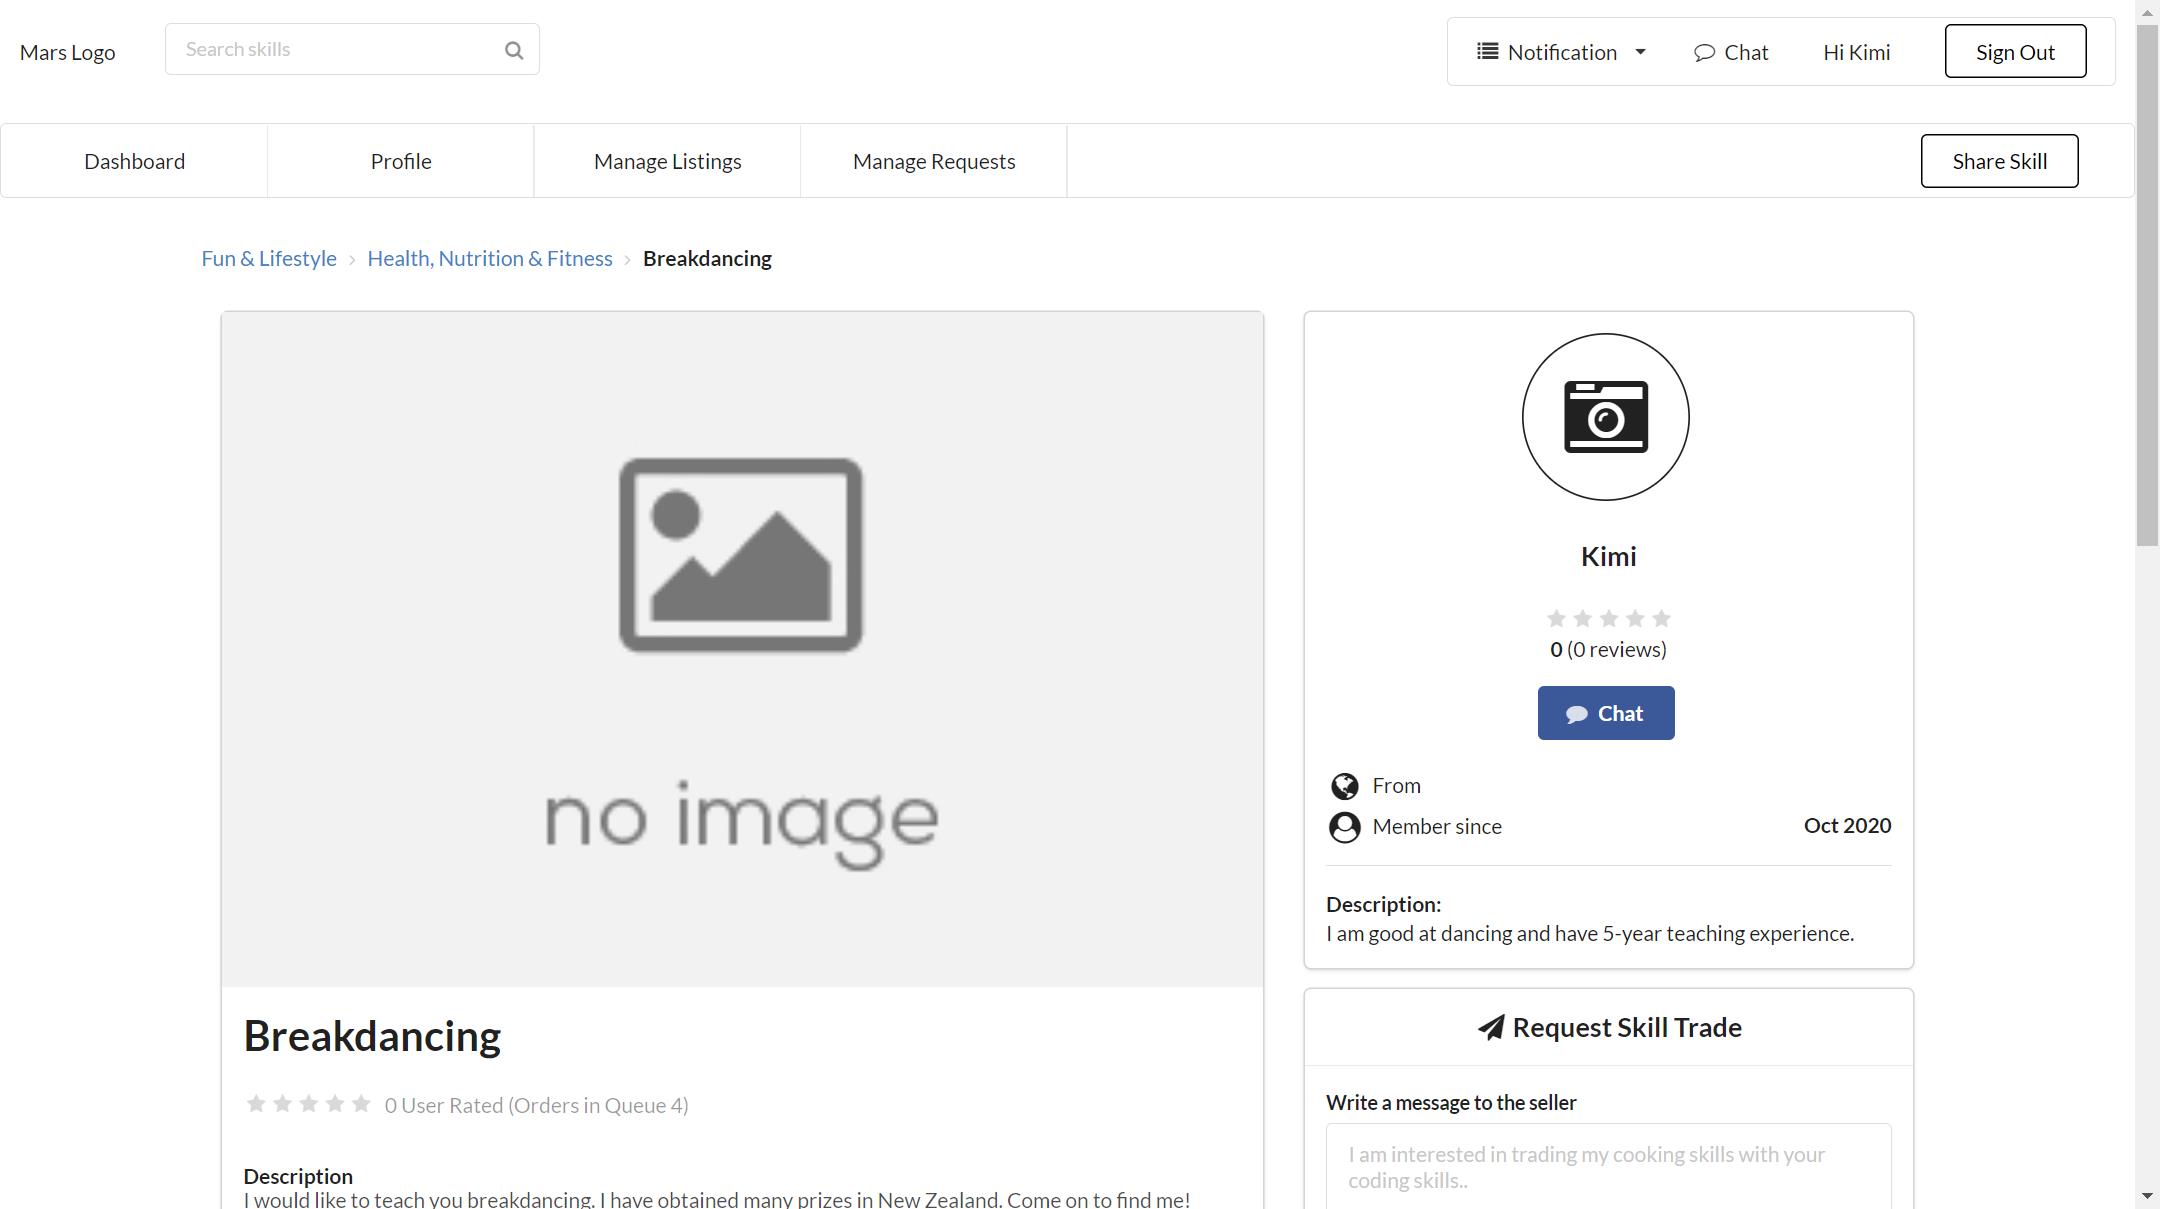 Mars Logo
Search skills
Notification
Chat
Hi Kimi
Sign Out
Dashboard
Profile
Manage Listings
Manage Requests
Share Skill
Fun & Lifestyle
Health, Nutrition & Fitness
Breakdancing
no image
Breakdancing
0 User Rated (Orders in Queue 4)
Description
I would like to teach you breakdancing. I have obtained many prizes in New Zealand. Come on to find me!
Kimi
0 (0 reviews)
Chat
From
Member since
Oct 2020
Description:
I am good at dancing and have 5-year teaching experience.
Request Skill Trade
Write a message to the seller
I am interested in trading my cooking skills with your
coding skills..